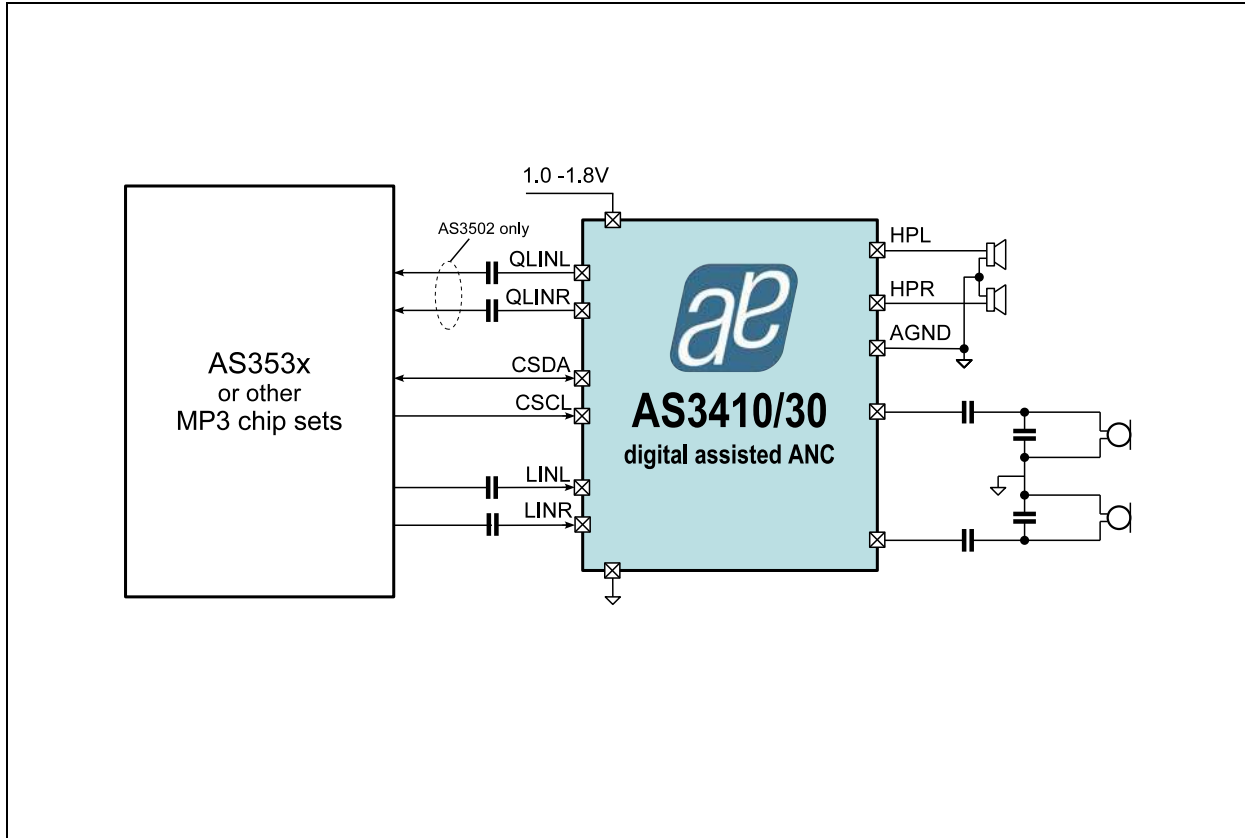 1.0 -1.8V
AS3502 only
QLINL
QLINR
CSDA
CSCL
LINL
LINR
AS353x
or other
MP3 chip sets
ae
AS3410/30
digital assisted ANC
HPL
HPR
AGND